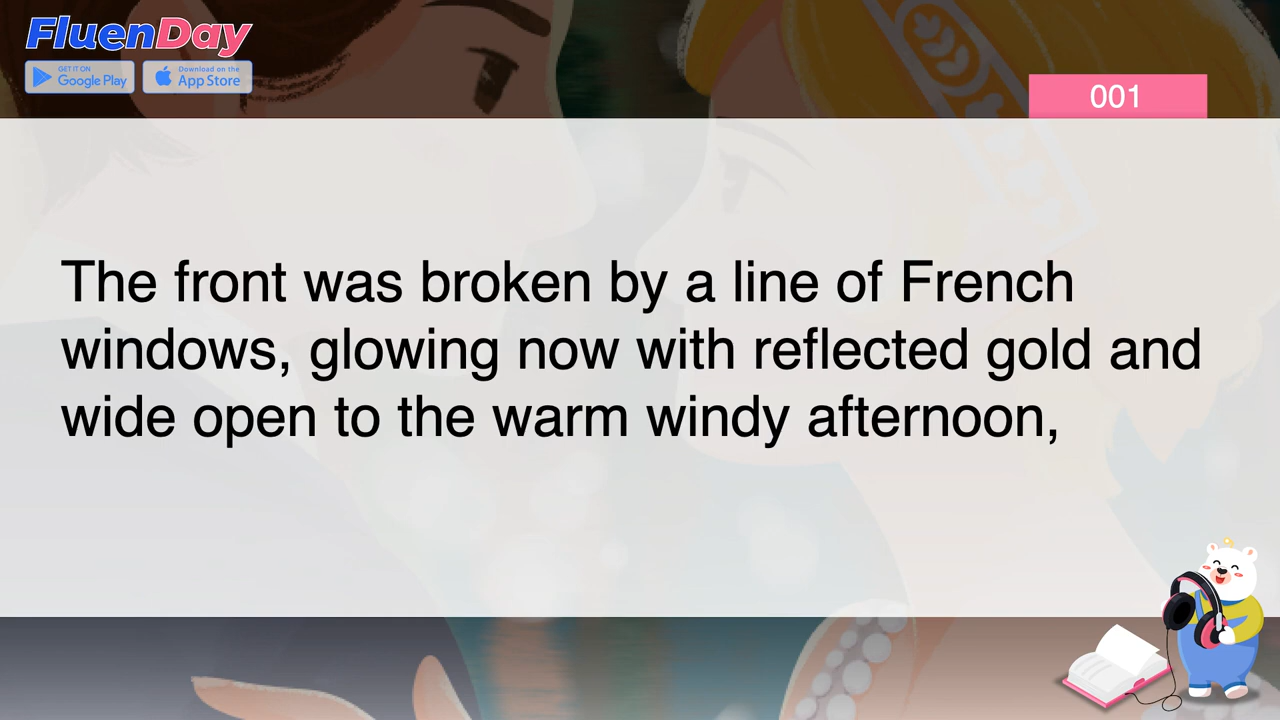 FluenDay
GET IT ON
Google Play
Download on the
App Store
001
The front was broken by a line of French
windows, glowing now with reflected gold and
wide open to the warm windy afternoon,